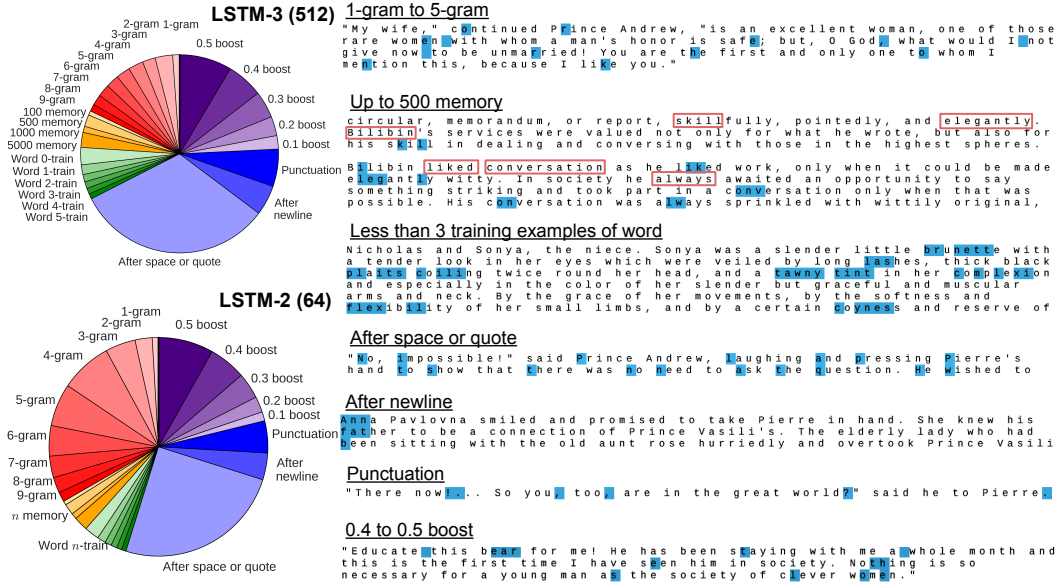 LSTM-3 (512)
2-gram 1-gram
3-gram
4-gram
5-gram
6-gram
7-gram
8-gram
9-gram
100 memory
500 memory
1000 memory
5000 memory
Word 0-train
Word 1-train
Word 2-train
Word 3-train
Word 4-train
Word 5-train
0.5 boost
0.4 boost
0.3 boost
0.2 boost
0.1 boost
Punctuation
After
newline
After space or quote
LSTM-2 (64)
1-gram
2-gram
3-gram
4-gram
5-gram
6-gram
7-gram
8-gram
9-gram
n memory
Word n-train
0.5 boost
0.4 boost
0.3 boost
0.2 boost
0.1 boost
Punctuation
After
newline
After space or quote
1-gram to 5-gram
"My wife," continued Prince Andrew, "is an excellent woman, one of those
rare women with whom a man's honor is safe; but, O God, what would I not
give now to be unmarried! You are the first and only one to whom I
mention this, because I like you."
Up to 500 memory
circular, memorandum, or report, skillfully, pointedly, and elegantly.
Bilibin's services were valued not only for what he wrote, but also for
his skill in dealing and conversing with those in the highest spheres.
Bilibin liked conversation as he liked work, only when it could be made
elegantly witty. In society he always awaited an opportunity to say
something striking and took part in a conversation only when that was
possible. His conversation was always sprinkled with wittily original,
Less than 3 training examples of word
Nicholas and Sonya, the niece. Sonya was a slender little brunette with
a tender look in her eyes which were veiled by long lashes, thick black
plaits coiling twice round her head, and a tawny tint in her complexion
and especially in the color of her slender but graceful and muscular
arms and neck. By the grace of her movements, by the softness and
flexibility of her small limbs, and by a certain coyness and reserve of
After space or quote
"No, impossible!" said Prince Andrew, laughing and pressing Pierre's
hand to show that there was no need to ask the question. He wished to
After newline
Anna Pavlovna smiled and promised to take Pierre in hand. She knew his
father to be a connection of Prince Vasili's. The elderly lady who had
been sitting with the old aunt rose hurriedly and overtook Prince Vasili
Punctuation
"There now!... So you, too, are in the great world?" said he to Pierre.
0.4 to 0.5 boost
"Educate this bear for me! He has been staying with me a whole month and
this is the first time I have seen him in society. Nothing is so
necessary for a young man as the society of clever women."